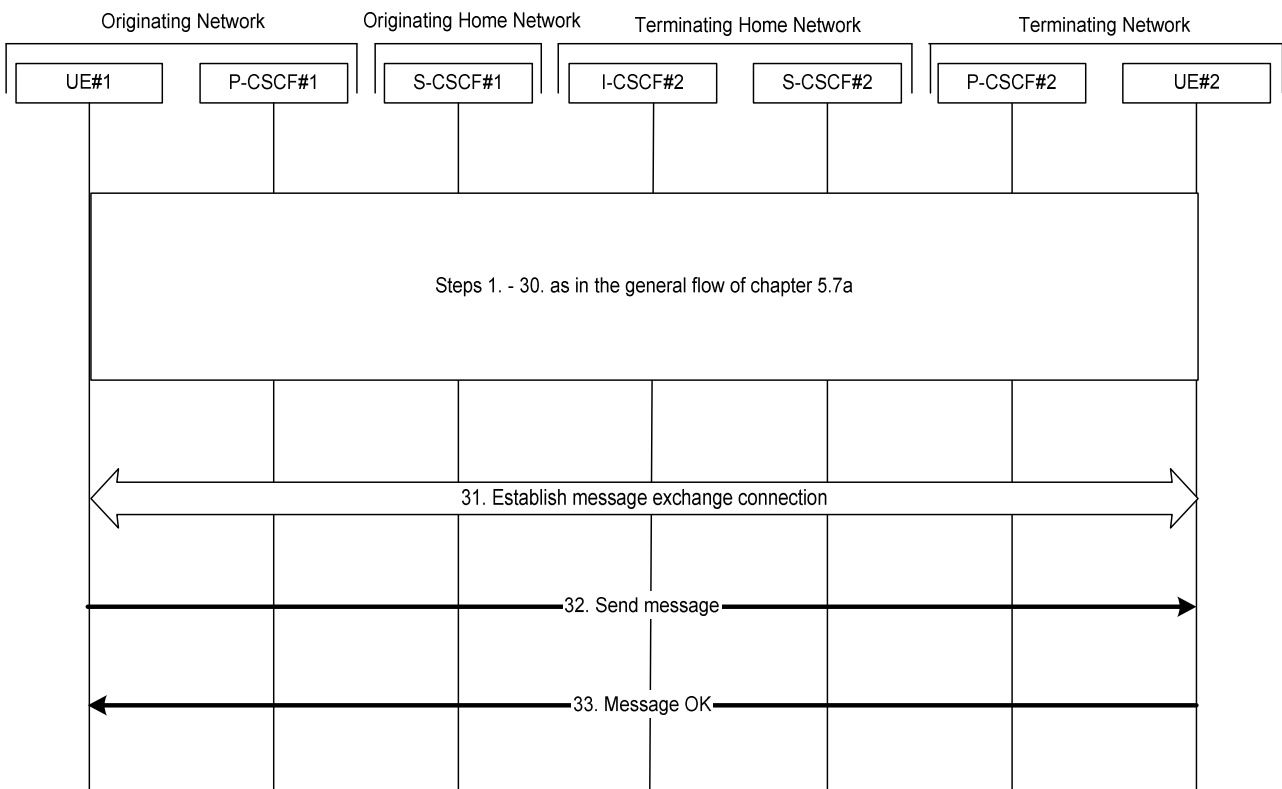 Originating Network
Originating Home Network
Terminating Home Network
Terminating Network
UE#1
P-CSCF#1
S-CSCF#1
I-CSCF#2
S-CSCF#2
P-CSCF#2
UE#2
Steps 1. - 30. as in the general flow of chapter 5.7a
31. Establish message exchange connection
32. Send message
33. Message OK